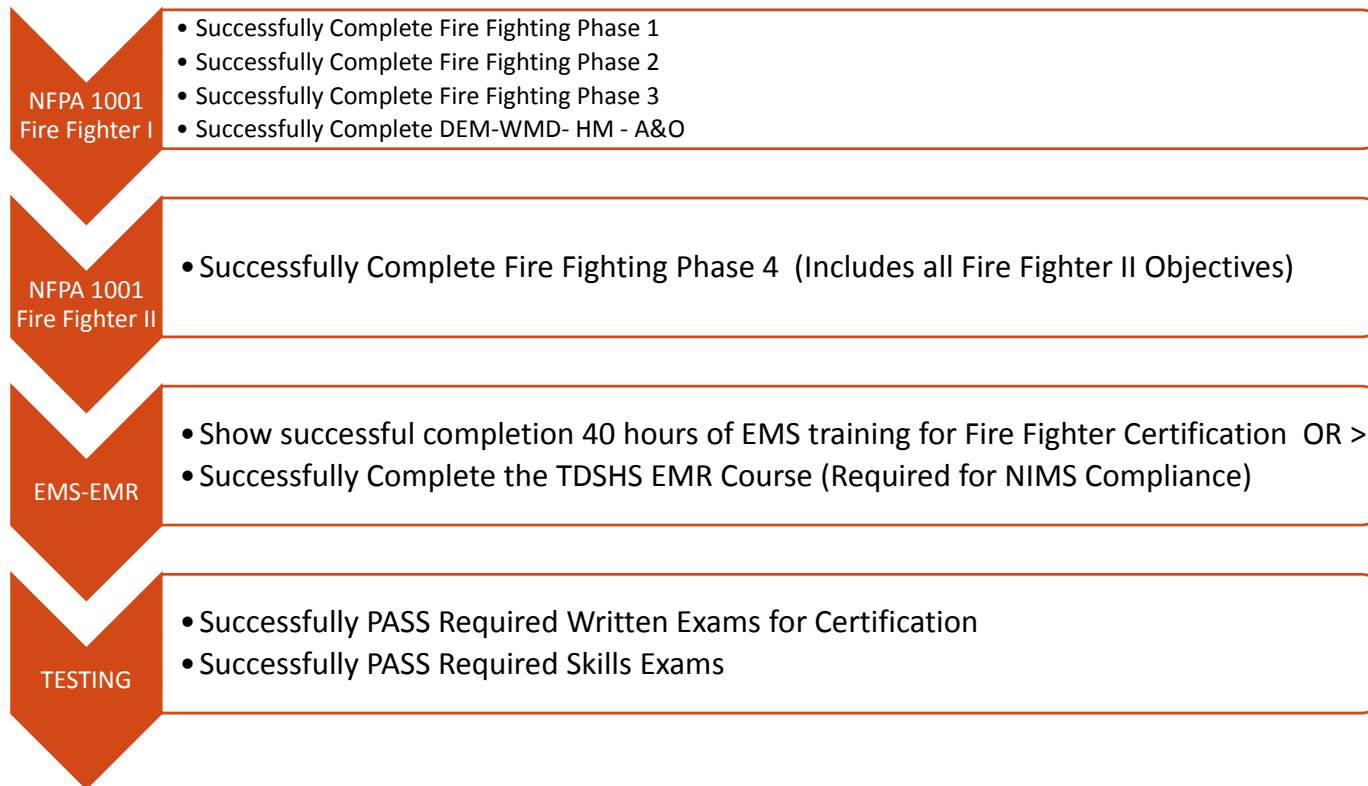 NFPA 1001
Fire Fighter I
• Successfully Complete Fire Fighting Phase 1
• Successfully Complete Fire Fighting Phase 2
• Successfully Complete Fire Fighting Phase 3
• Successfully Complete DEM-WMD- HM - A&O
NFPA 1001
Fire Fighter II
• Successfully Complete Fire Fighting Phase 4 (Includes all Fire Fighter II Objectives)
EMS-EMR
• Show successful completion 40 hours of EMS training for Fire Fighter Certification OR >
• Successfully Complete the TDSHS EMR Course (Required for NIMS Compliance)
TESTING
• Successfully PASS Required Written Exams for Certification
• Successfully PASS Required Skills Exams